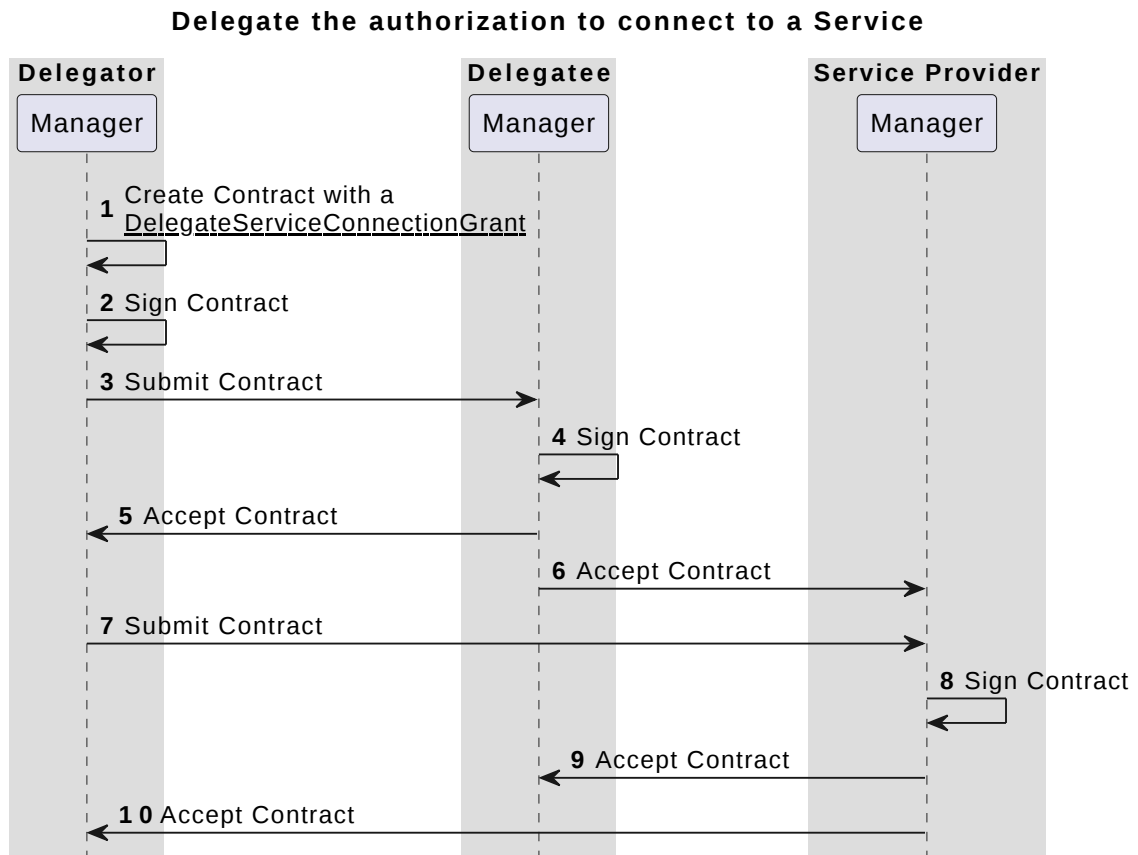 Delegate the authorization to connect to a Service
Delegator
Delegatee
Service Provider
Manager
Manager
Manager
1 Create Contract with a
DelegateServiceConnectionGrant
2 Sign Contract
3 Submit Contract
4 Sign Contract
5 Accept Contract
6 Accept Contract
7 Submit Contract
8 Sign Contract
9 Accept Contract
10 Accept Contract